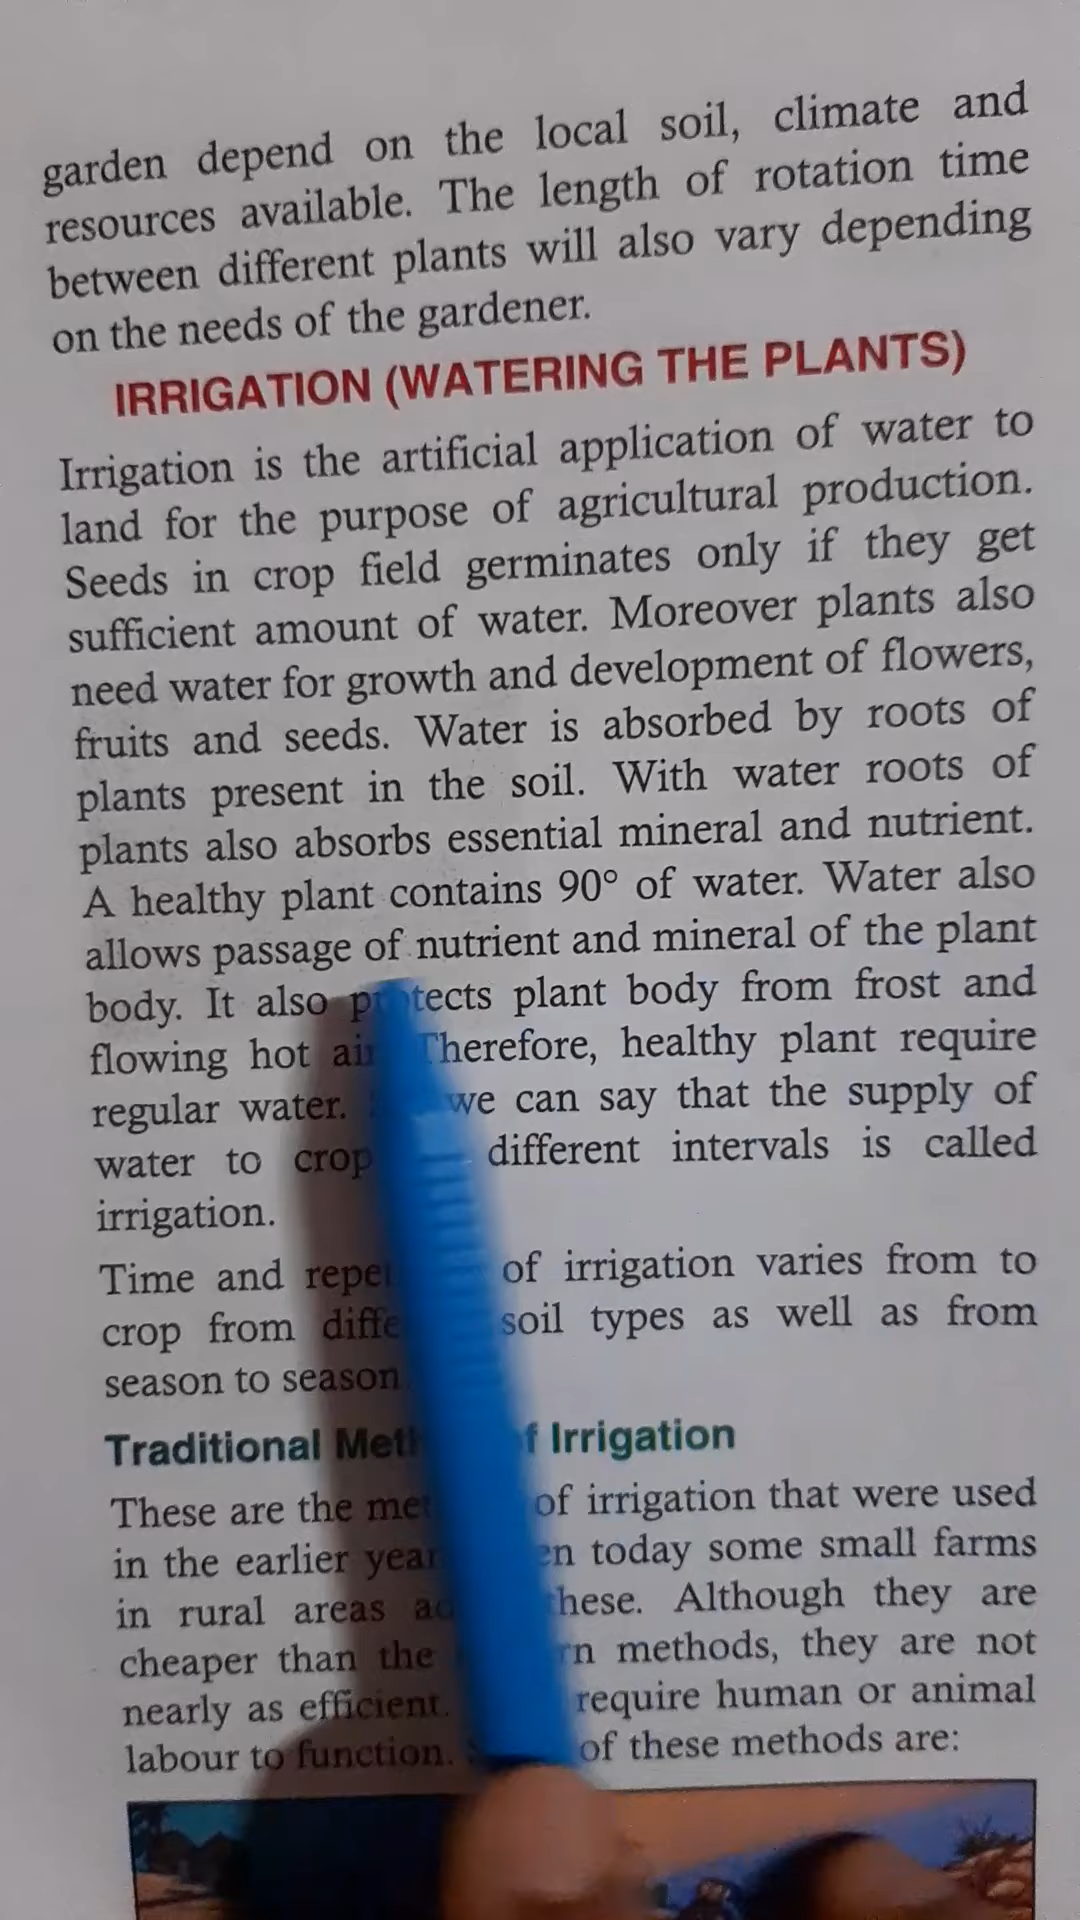 garden depend on the local soil, climate and
resources available. The length of rotation time
between different plants will also vary depending
on the needs of the gardener.
IRRIGATION (WATERING THE PLANTS)
Irrigation is the artificial application of water to
land for the purpose of agricultural production.
Seeds in crop field germinates only if they get
sufficient amount of water. Moreover plants also
need water for growth and development of flowers,
fruits and seeds. Water is absorbed by roots of
plants present in the soil. With water roots of
plants also absorbs essential mineral and nutrient.
A healthy plant contains 90° of water. Water also
allows passage of nutrient and mineral of the plant
body. It also protects plant body from frost and
flowing hot air. Therefore, healthy plant require
regular water. we can say that the supply of
water to crop different intervals is called
irrigation.
Time and of irrigation varies from to
crop from soil types as well as from
season to season
Traditional of Irrigation
These are the of irrigation that were used
in the earlier today some small farms
in rural areas these. Although they are
cheaper than the methods, they are not
nearly as efficient. require human or animal
labour to function. of these methods are: